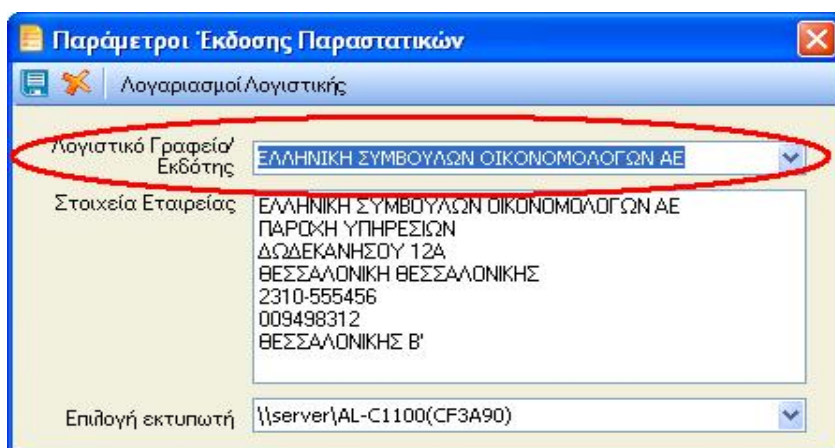 Παράμετροι Έκδοσης Παραστατικών
Λογαριασμοί Λογιστικής
Λογιστικό Γραφείο/
Εκδότης
ΕΛΛΗΝΙΚΗ ΣΥΜΒΟΥΛΩΝ ΟΙΚΟΝΟΜΟΛΟΓΩΝ ΑΕ
Στοιχεία Εταιρείας
ΕΛΛΗΝΙΚΗ ΣΥΜΒΟΥΛΩΝ ΟΙΚΟΝΟΜΟΛΟΓΩΝ ΑΕ
ΠΑΡΟΧΗ ΥΠΗΡΕΣΙΩΝ
ΔΩΔΕΚΑΝΗΣΟΥ 12Α
ΘΕΣΣΑΛΟΝΙΚΗ ΘΕΣΣΑΛΟΝΙΚΗΣ
2310-555456
009498312
ΘΕΣΣΑΛΟΝΙΚΗΣ Β'
Επιλογή εκτυπωτή
\\server\AL-C1100(CF3A90)